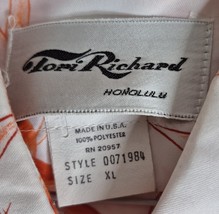 Tori Richard
HONOLULU
MADE IN U.S.A.
100% POLYESTER
RN 20957
STYLE 0071984
SIZE XL